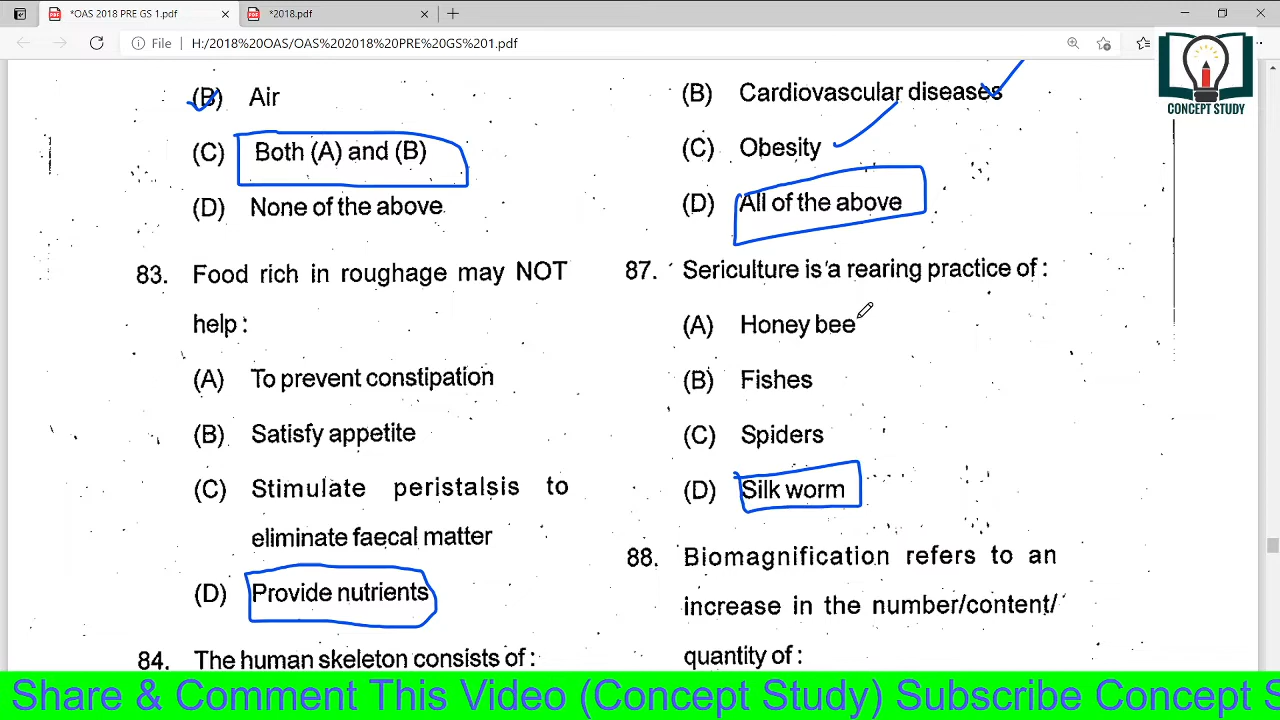 *OAS 2018 PRE GS 1.pdf
*2018.pdf
File
H:/2018%20OAS/OAS%202018%20PRE%20GS%201.pdf
CONCEPT STUDY
(B) Air
(C) Both (A) and (B)
(D) None of the above
83. Food rich in roughage may NOT
help :
(A) To prevent constipation
(B) Satisfy appetite
(C) Stimulate peristalsis to
eliminate faecal matter
(D) Provide nutrients
84. The human skeleton consists of :
(B) Cardiovascular diseases
(C) Obesity
(D) All of the above
87. Sericulture is a rearing practice of :
(A) Honey bee
(B) Fishes
(C) Spiders
(D) Silk worm
88. Biomagnification refers to an
increase in the number/content/
quantity of :
Share & Comment This Video (Concept Study) Subscribe Concept S